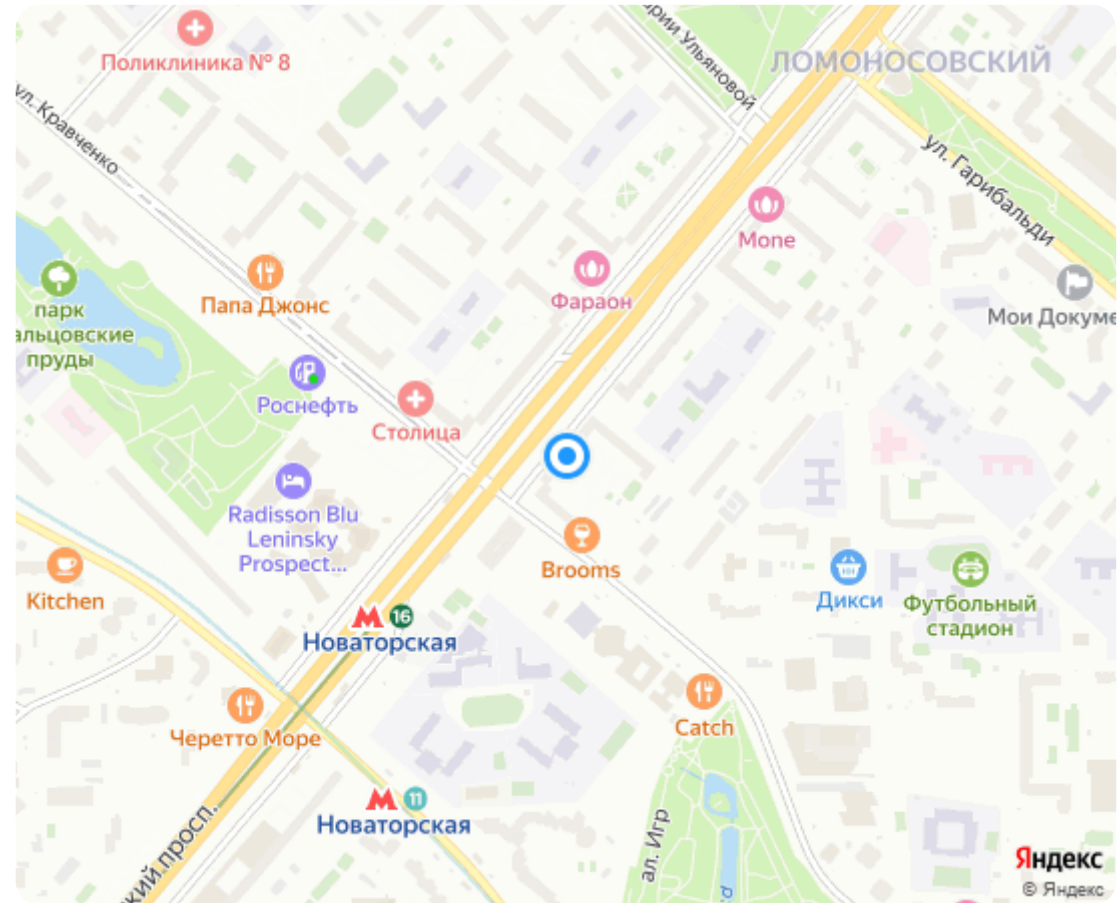 Поликлиника № 8
рии Ульяновой
ЛОМОНОСОВСКИЙ
ул. Кравченко
ул. Гарибальди
Mone
Папа Джонс
Фараон
парк
альцовские
пруды
Мои Докуме
Роснефть
Столица
Radisson Blu
Leninsky
Prospect...
Brooms
Kitchen
Дикси
Футбольный
стадион
16
Новаторская
Черетто Море
Catch
11
Новаторская
кий просп.
ал. Игр
Яндекс
© Яндекс